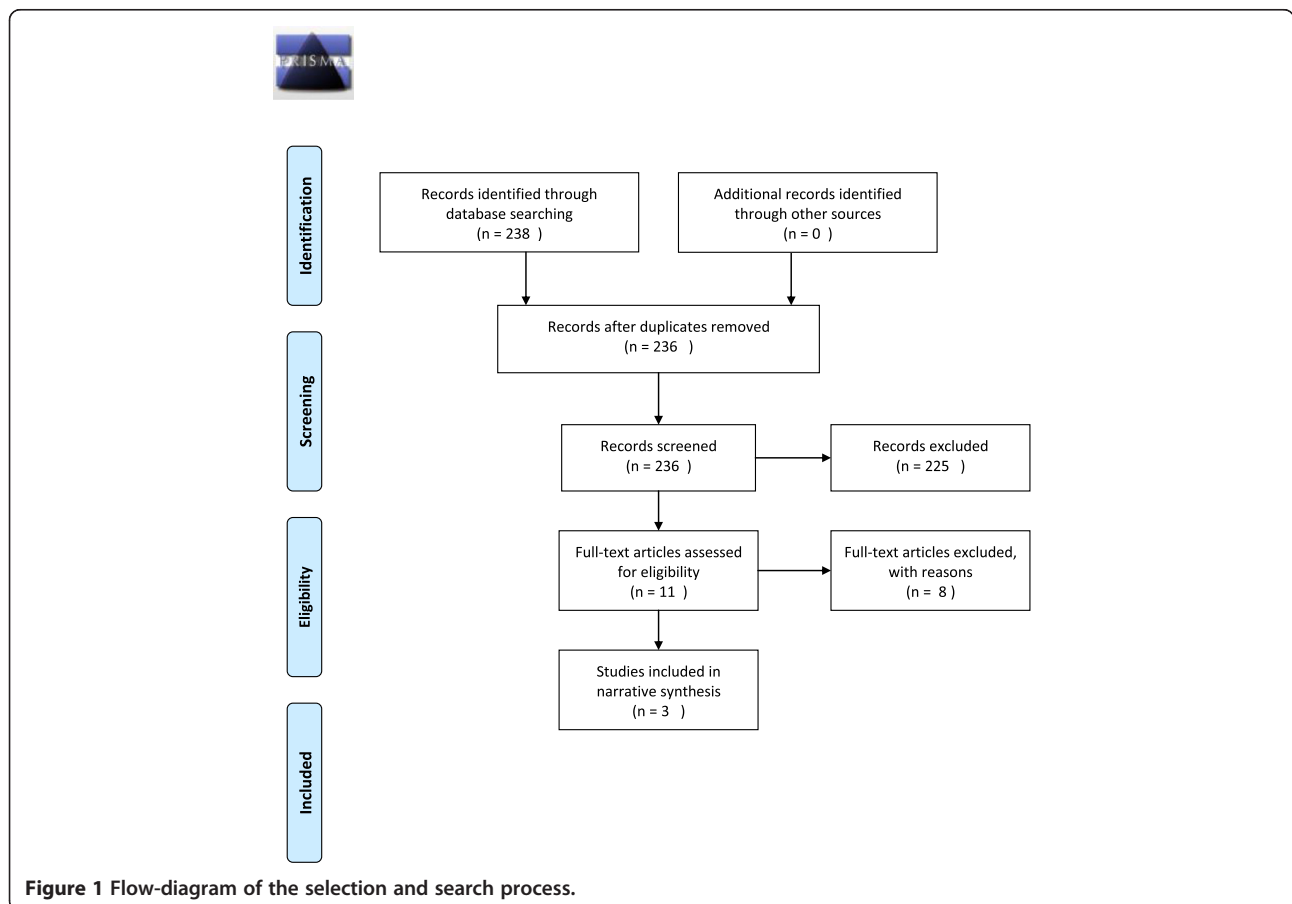 PRISMA
Identification
Records identified through
database searching
(n = 238 )
Additional records identified
through other sources
(n = 0 )
Records after duplicates removed
(n = 236 )
Screening
Records screened
(n = 236 )
Records excluded
(n = 225 )
Eligibility
Full-text articles assessed
for eligibility
(n = 11 )
Full-text articles excluded,
with reasons
(n = 8 )
Studies included in
narrative synthesis
(n = 3 )
Included
Figure 1 Flow-diagram of the selection and search process.